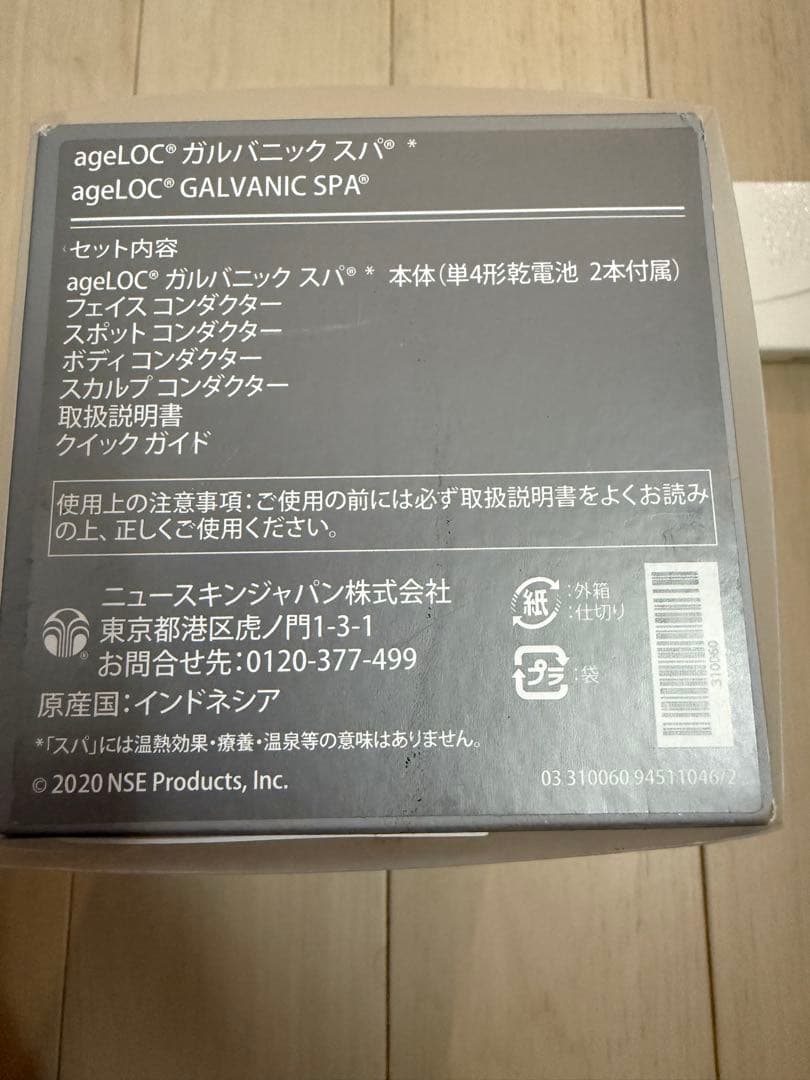 ageLOC® ガルバニック スパ® *
ageLOC® GALVANIC SPA®
セット内容
ageLOC® ガルバニック スパ® * 本体(単4形乾電池 2本付属)
フェイス コンダクター
スポット コンダクター
ボディ コンダクター
スカルプ コンダクター
取扱説明書
クイック ガイド
使用上の注意事項:ご使用の前には必ず取扱説明書をよくお読み
の上、正しくご使用ください。
ニュースキンジャパン株式会社
東京都港区虎ノ門1-3-1
お問合せ先:0120-377-499
原産国:インドネシア
*「スパ」には温熱効果・療養・温泉等の意味はありません。
© 2020 NSE Products, Inc.
紙 :外箱
:仕切り
プラ :袋
310060
03 310060 94511046/2